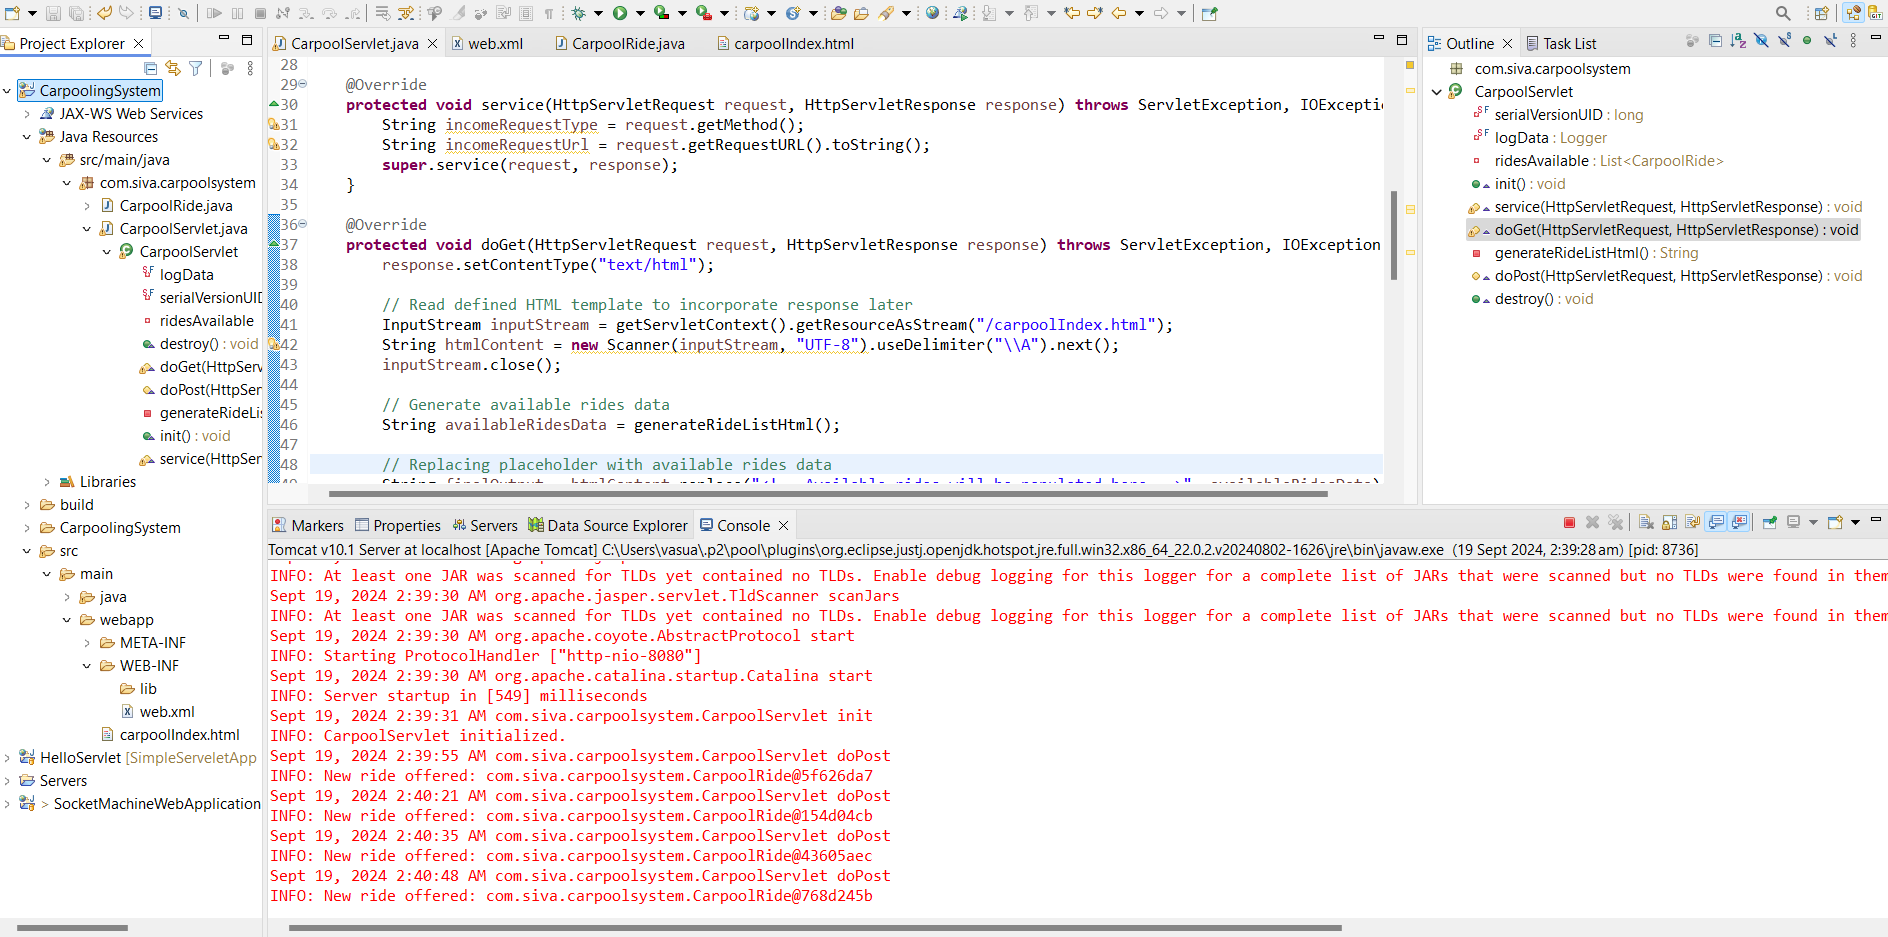 Project Explorer
CarpoolingSystem
JAX-WS Web Services
Java Resources
src/main/java
com.siva.carpoolsystem
CarpoolRide.java
CarpoolServlet.java
CarpoolServlet
logData
serialVersionUID
ridesAvailable
destroy() : void
doGet(HttpServ
doPost(HttpSer
generateRideLis
init() : void
service(HttpSer
Libraries
build
CarpoolingSystem
src
main
java
webapp
META-INF
WEB-INF
lib
web.xml
carpoolIndex.html
HelloServlet [SimpleServeletApp
Servers
> SocketMachineWebApplication
CarpoolServlet.java
web.xml
CarpoolRide.java
carpoolIndex.html
28
29 @Override
30 protected void service(HttpServletRequest request, HttpServletResponse response) throws ServletException, IOExceptio
31 String incomeRequestType = request.getMethod();
32 String incomeRequestUrl = request.getRequestURL().toString();
33 super.service(request, response);
34 }
35
36 @Override
37 protected void doGet(HttpServletRequest request, HttpServletResponse response) throws ServletException, IOException
38 response.setContentType("text/html");
39
40 // Read defined HTML template to incorporate response later
41 InputStream inputStream = getServletContext().getResourceAsStream("/carpoolIndex.html");
42 String htmlContent = new Scanner(inputStream, "UTF-8").useDelimiter("\\A").next();
43 inputStream.close();
44
45 // Generate available rides data
46 String availableRidesData = generateRideListHtml();
47
48 // Replacing placeholder with available rides data
Outline
Task List
com.siva.carpoolsystem
CarpoolServlet
serialVersionUID : long
logData : Logger
ridesAvailable : List<CarpoolRide>
init() : void
service(HttpServletRequest, HttpServletResponse) : void
doGet(HttpServletRequest, HttpServletResponse) : void
generateRideListHtml() : String
doPost(HttpServletRequest, HttpServletResponse) : void
destroy() : void
Markers
Properties
Servers
Data Source Explorer
Console
Tomcat v10.1 Server at localhost [Apache Tomcat] C:\Users\vasua\.p2\pool\plugins\org.eclipse.justj.openjdk.hotspot.jre.full.win32.x86_64_22.0.2.v20240802-1626\jre\bin\javaw.exe (19 Sept 2024, 2:39:28 am) [pid: 8736]
INFO: At least one JAR was scanned for TLDs yet contained no TLDs. Enable debug logging for this logger for a complete list of JARs that were scanned but no TLDs were found in them
Sept 19, 2024 2:39:30 AM org.apache.jasper.servlet.TldScanner scanJars
INFO: At least one JAR was scanned for TLDs yet contained no TLDs. Enable debug logging for this logger for a complete list of JARs that were scanned but no TLDs were found in them
Sept 19, 2024 2:39:30 AM org.apache.coyote.AbstractProtocol start
INFO: Starting ProtocolHandler ["http-nio-8080"]
Sept 19, 2024 2:39:30 AM org.apache.catalina.startup.Catalina start
INFO: Server startup in [549] milliseconds
Sept 19, 2024 2:39:31 AM com.siva.carpoolsystem.CarpoolServlet init
INFO: CarpoolServlet initialized.
Sept 19, 2024 2:39:55 AM com.siva.carpoolsystem.CarpoolServlet doPost
INFO: New ride offered: com.siva.carpoolsystem.CarpoolRide@5f626da7
Sept 19, 2024 2:40:21 AM com.siva.carpoolsystem.CarpoolServlet doPost
INFO: New ride offered: com.siva.carpoolsystem.CarpoolRide@154d04cb
Sept 19, 2024 2:40:35 AM com.siva.carpoolsystem.CarpoolServlet doPost
INFO: New ride offered: com.siva.carpoolsystem.CarpoolRide@43605aec
Sept 19, 2024 2:40:48 AM com.siva.carpoolsystem.CarpoolServlet doPost
INFO: New ride offered: com.siva.carpoolsystem.CarpoolRide@768d245b